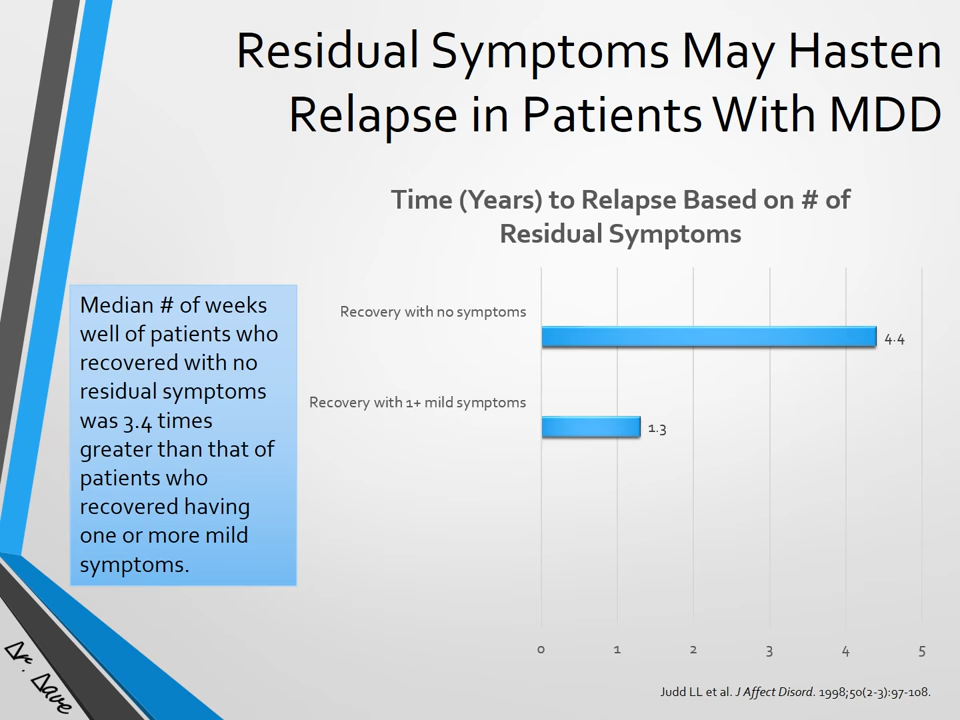 Residual Symptoms May Hasten
Relapse in Patients With MDD
Time (Years) to Relapse Based on # of
Residual Symptoms
Median # of weeks
well of patients who
recovered with no
residual symptoms
was 3.4 times
greater than that of
patients who
recovered having
one or more mild
symptoms.
Recovery with no symptoms
4.4
Recovery with 1+ mild symptoms
1.3
0 1 2 3 4 5
Judd LL et al. J Affect Disord. 1998;50(2-3):97-108.
Dr. Dave